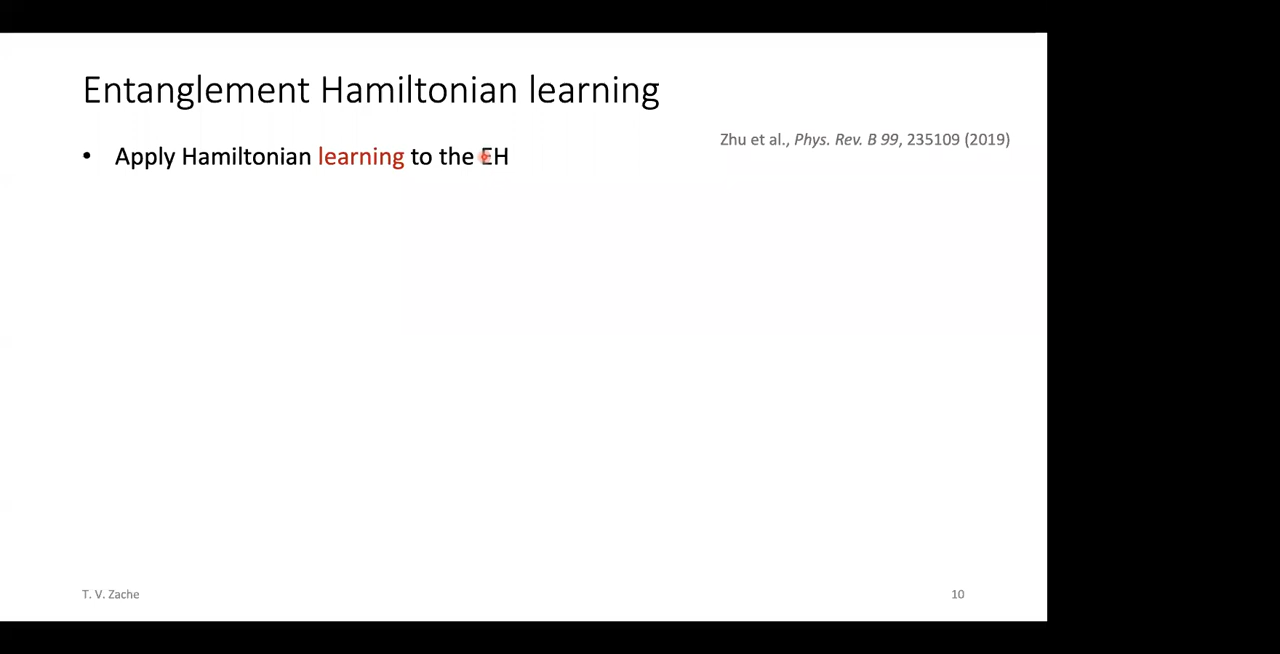 Entanglement Hamiltonian learning
Zhu et al., Phys. Rev. B 99, 235109 (2019)
• Apply Hamiltonian learning to the EH
T. V. Zache
10